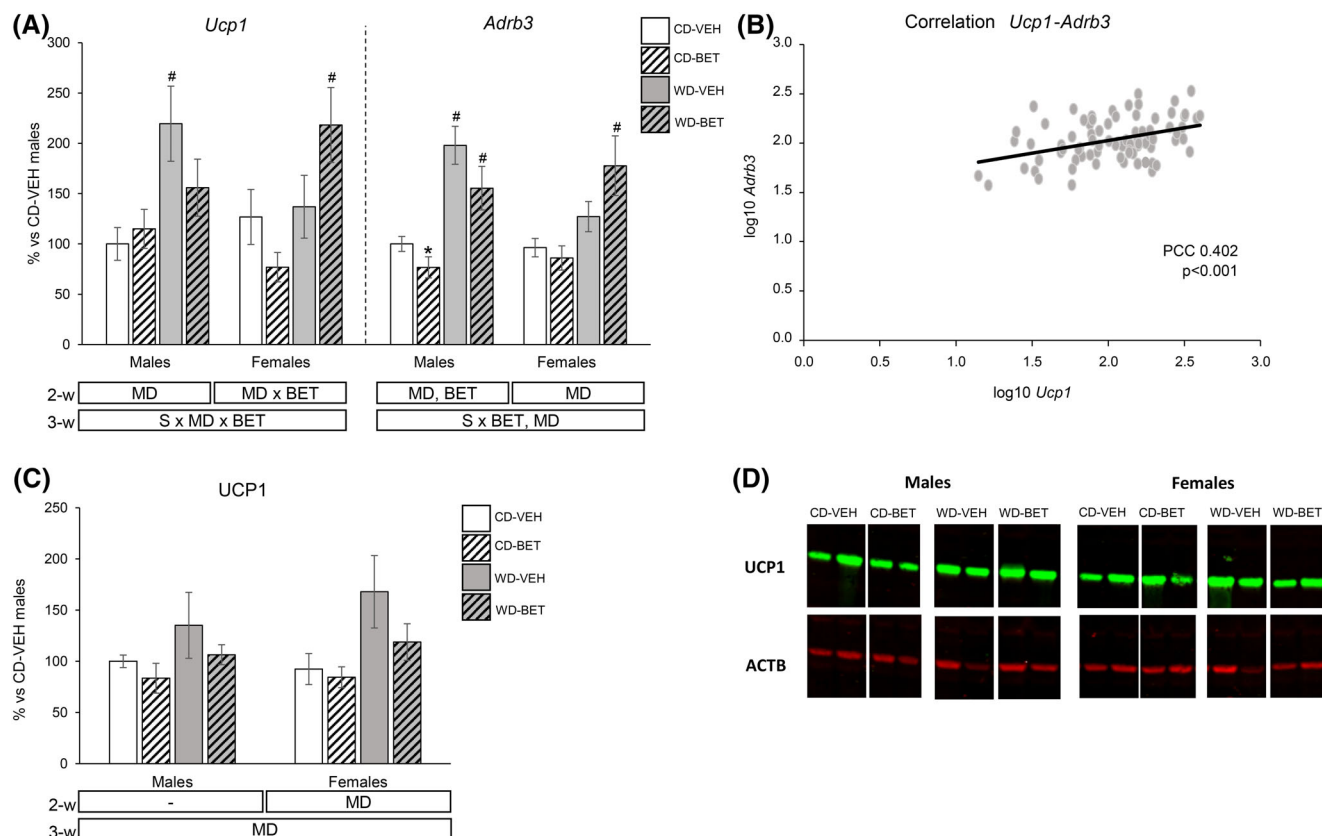 (A)
Ucp1
Adrb3
300
250
200
150
100
50
0
% vs CD-VEH males
#
#
*
#
#
#
CD-VEH
CD-BET
WD-VEH
WD-BET
Males
Females
Males
Females
2-w
MD
MD x BET
MD, BET
MD
3-w
S x MD x BET
S x BET, MD
(B)
Correlation Ucp1-Adrb3
3.0
2.5
2.0
1.5
1.0
0.0
log10 Adrb3
PCC 0.402
p<0.001
0.0
0.5
1.0
1.5
2.0
2.5
3.0
log10 Ucp1
(C)
UCP1
250
200
150
100
50
0
% vs CD-VEH males
CD-VEH
CD-BET
WD-VEH
WD-BET
Males
Females
2-w
-
MD
3-w
MD
(D)
Males
Females
CD-VEH
CD-BET
WD-VEH
WD-BET
CD-VEH
CD-BET
WD-VEH
WD-BET
UCP1
ACTB